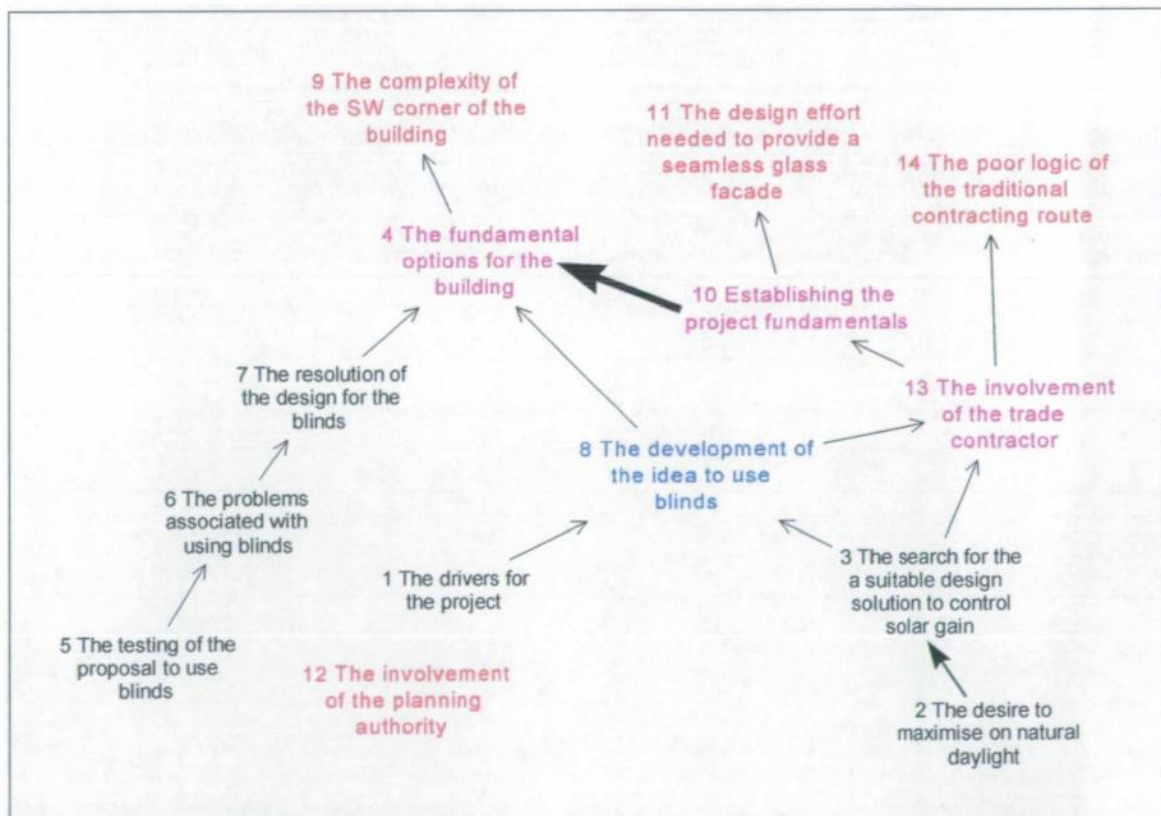 9 The complexity of
the SW corner of the
building
11 The design effort
needed to provide a
seamless glass
facade
14 The poor logic of
the traditional
contracting route
4 The fundamental
options for the
building
10 Establishing the
project fundamentals
7 The resolution of
the design for the
blinds
13 The involvement
of the trade
contractor
8 The development of
the idea to use
blinds
6 The problems
associated with
using blinds
1 The drivers for
the project
3 The search for the
a suitable design
solution to control
solar gain
5 The testing of the
proposal to use
blinds
12 The involvement
of the planning
authority
2 The desire to
maximise on natural
daylight